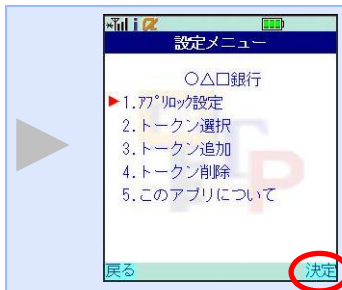 設定メニュー
○△□銀行
1.ｱﾌﾟﾘﾛｯｸ設定
2.トークン選択
3.トークン追加
4.トークン削除
5.このアプリについて
戻る 決定